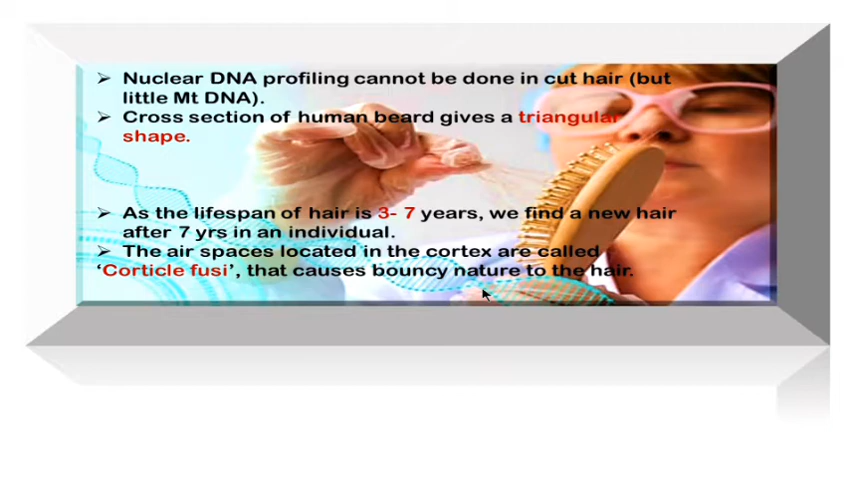 ➢ Nuclear DNA profiling cannot be done in cut hair (but
little Mt DNA).
➢ Cross section of human beard gives a triangular
shape.
➢ As the lifespan of hair is 3- 7 years, we find a new hair
after 7 yrs in an individual.
➢ The air spaces located in the cortex are called
‘Corticle fusi’, that causes bouncy nature to the hair.